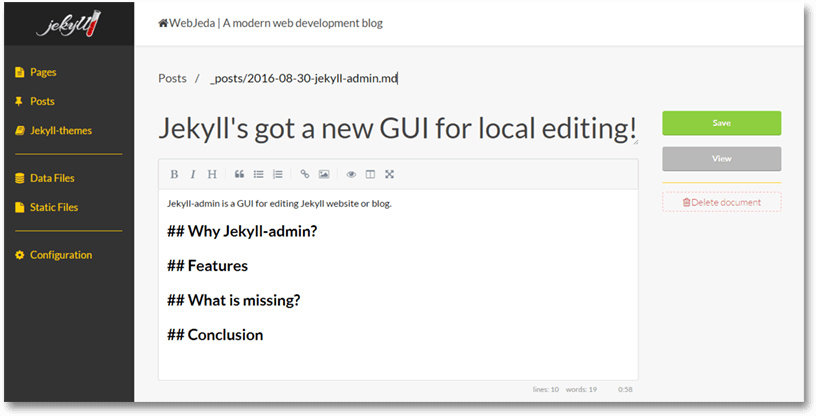 jekyll
WebJeda | A modern web development blog
Pages
Posts
Jekyll-themes
Data Files
Static Files
Configuration
Posts / _posts/2016-08-30-jekyll-admin.md
Jekyll's got a new GUI for local editing!
B I H
Jekyll-admin is a GUI for editing Jekyll website or blog.
## Why Jekyll-admin?
## Features
## What is missing?
## Conclusion
lines: 10 words: 19 0:58
Save
View
Delete document